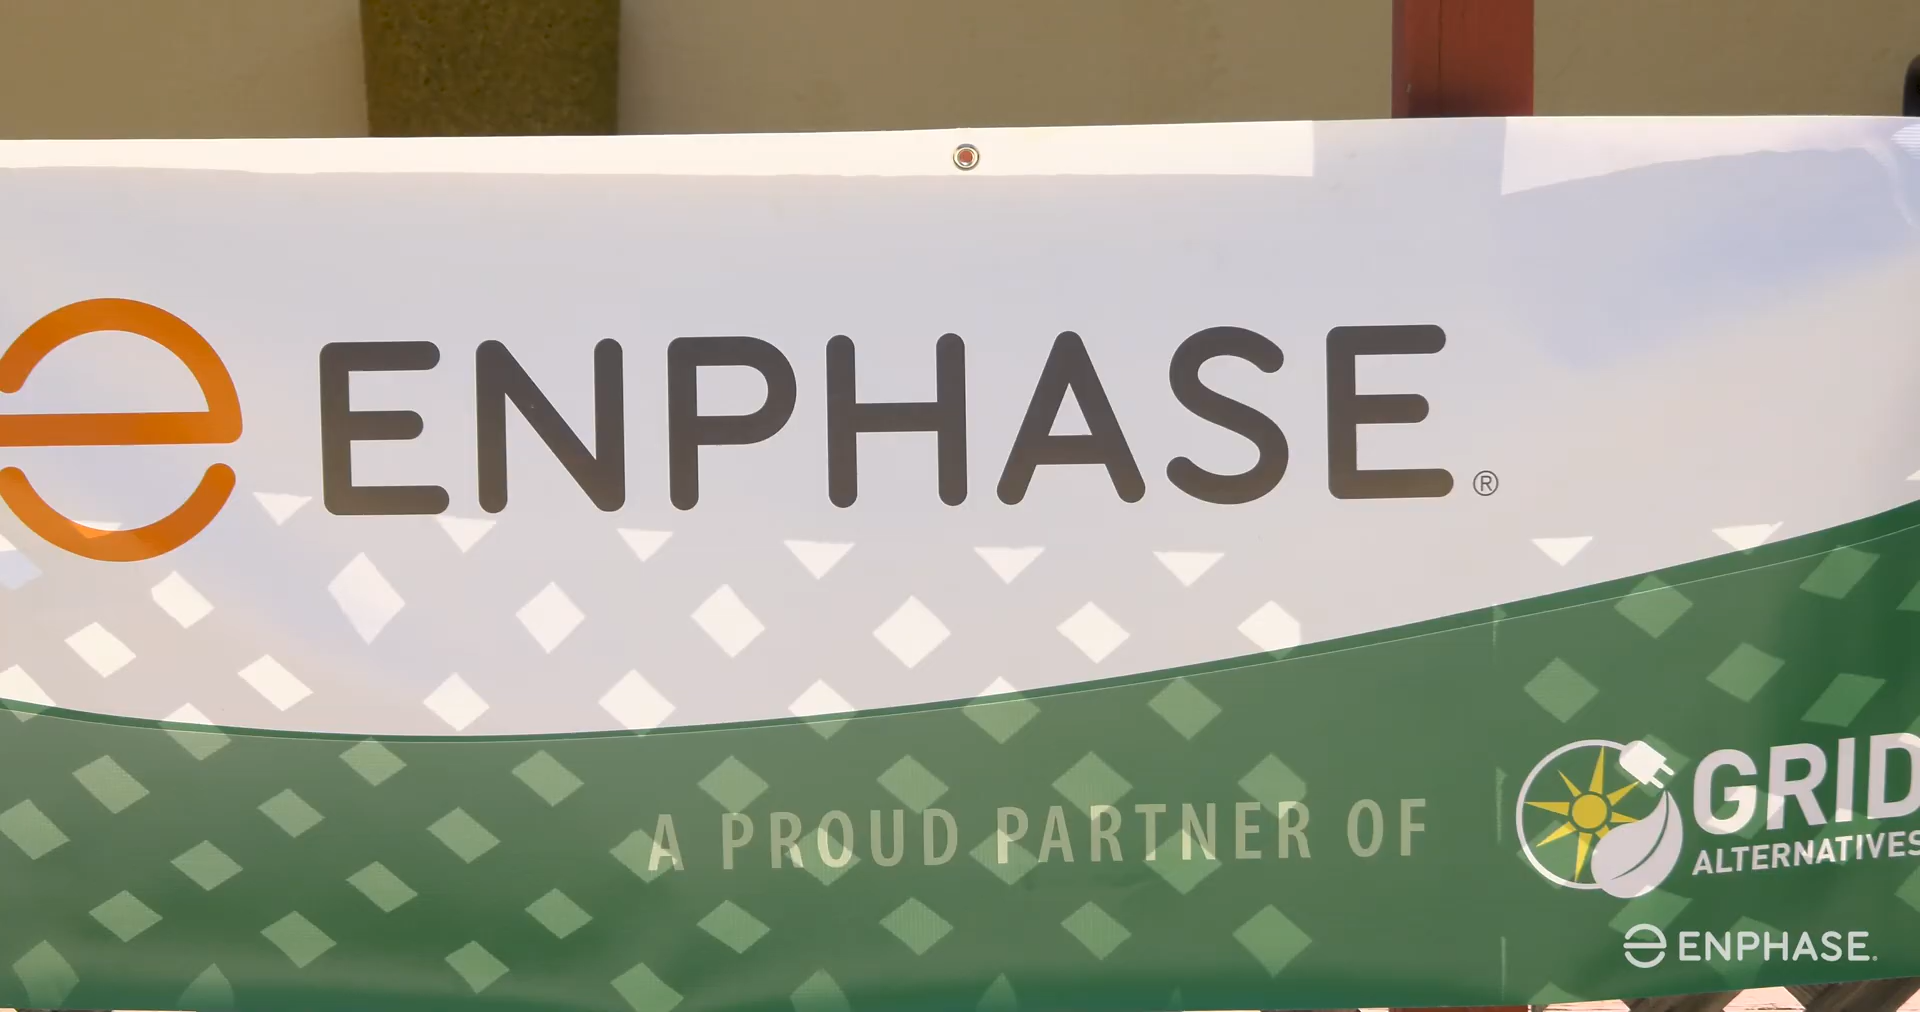 e ENPHASE®
A PROUD PARTNER OF
GRID
ALTERNATIVES
e ENPHASE.